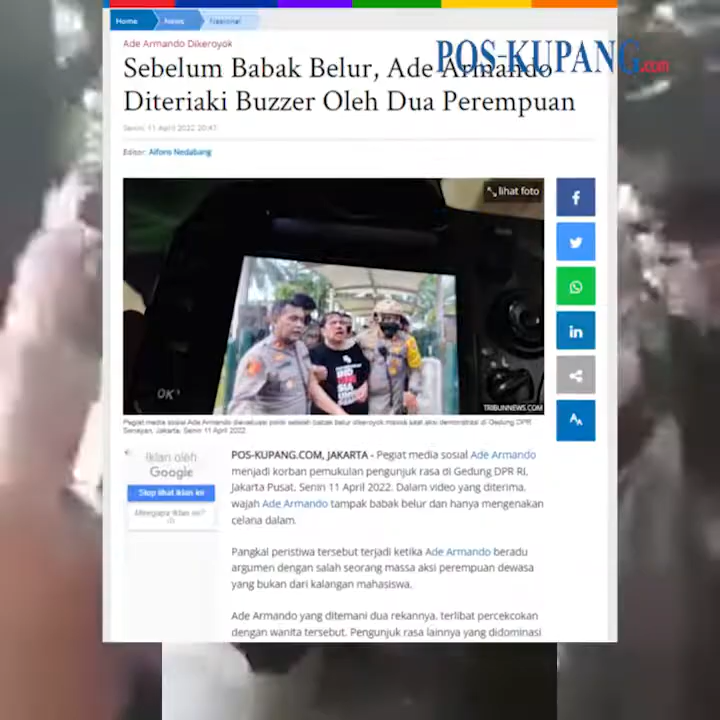 Home
News
Nasional
Ade Armando Dikeroyok
POS-KUPANG.com
Sebelum Babak Belur, Ade Armando
Diteriaki Buzzer Oleh Dua Perempuan
Senin, 11 April 2022 20:41
Editor: Alfons Nedabang
lihat foto
OK
TRIBUNNEWS.COM
Pegiat media sosial Ade Armando dievakuasi polisi setelah babak belur dikeroyok massa saat aksi demonstrasi di Gedung DPR
Senayan, Jakarta, Senin 11 April 2022.
Iklan oleh
Google
Stop lihat iklan ini
Mengapa iklan ini?
POS-KUPANG.COM, JAKARTA - Pegiat media sosial Ade Armando
menjadi korban pemukulan pengunjuk rasa di Gedung DPR RI,
Jakarta Pusat, Senin 11 April 2022. Dalam video yang diterima,
wajah Ade Armando tampak babak belur dan hanya mengenakan
celana dalam.
Pangkal peristiwa tersebut terjadi ketika Ade Armando beradu
argumen dengan salah seorang massa aksi perempuan dewasa
yang bukan dari kalangan mahasiswa.
Ade Armando yang ditemani dua rekannya, terlibat percekcokan
dengan wanita tersebut. Pengunjuk rasa lainnya yang didominasi